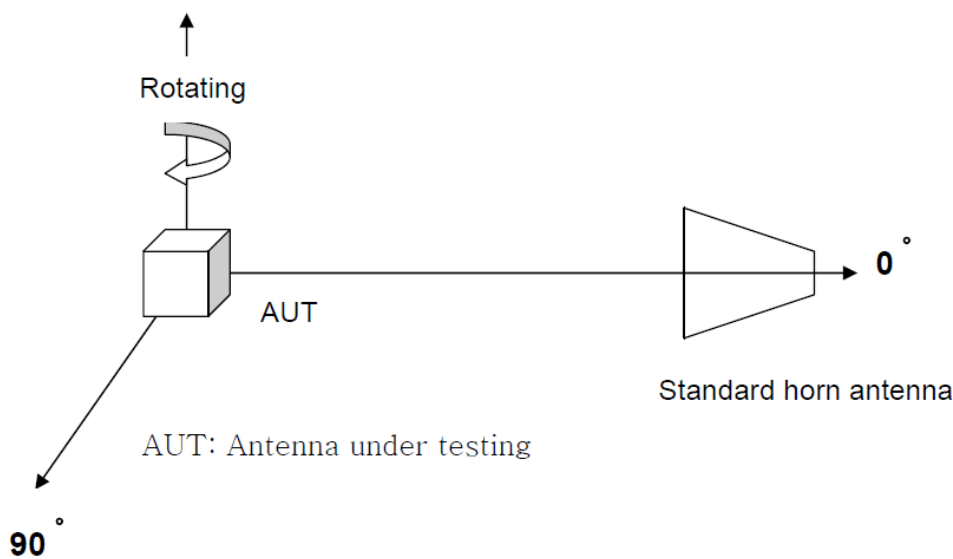 Rotating
0°
AUT
Standard horn antenna
AUT: Antenna under testing
90°